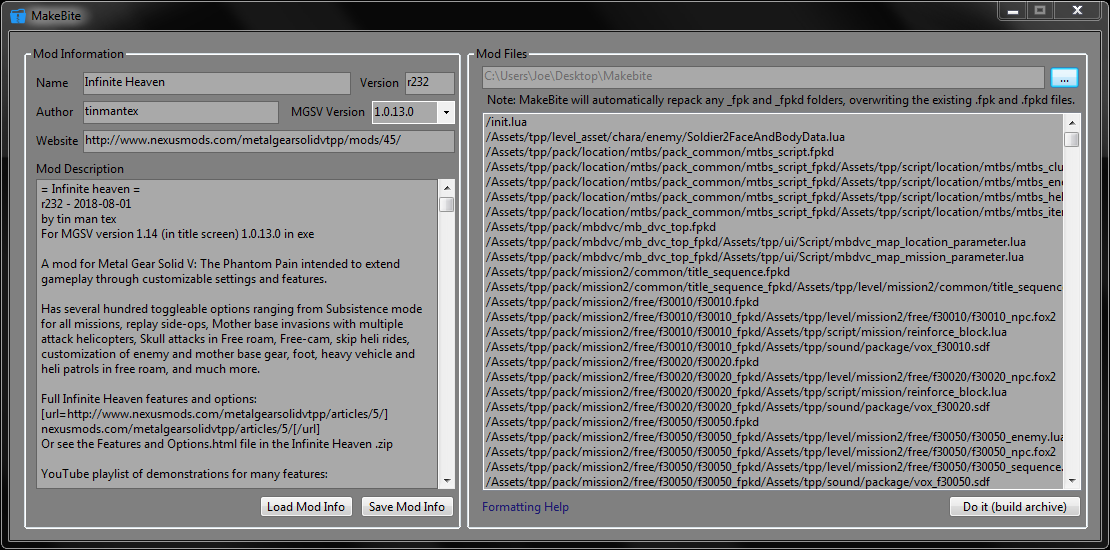 MakeBite
Mod Information
Name Infinite Heaven Version r232
Author tinmantex MGSV Version 1.0.13.0
Website http://www.nexusmods.com/metalgearsolidvtpp/mods/45/
Mod Description
= Infinite heaven =
r232 - 2018-08-01
by tin man tex
For MGSV version 1.14 (in title screen) 1.0.13.0 in exe
A mod for Metal Gear Solid V: The Phantom Pain intended to extend
gameplay through customizable settings and features.
Has several hundred toggleable options ranging from Subsistence mode
for all missions, replay side-ops, Mother base invasions with multiple
attack helicopters, Skull attacks in Free roam, Free-cam, skip heli rides,
customization of enemy and mother base gear, foot, heavy vehicle and
heli patrols in free roam, and much more.
Full Infinite Heaven features and options:
[url=http://www.nexusmods.com/metalgearsolidvtpp/articles/5/]
nexusmods.com/metalgearsolidvtpp/articles/5/[/url]
Or see the Features and Options.html file in the Infinite Heaven .zip
YouTube playlist of demonstrations for many features:
Load Mod Info Save Mod Info
Mod Files
C:\Users\Joe\Desktop\Makebite ...
Note: MakeBite will automatically repack any _fpk and _fpkd folders, overwriting the existing .fpk and .fpkd files.
/init.lua
/Assets/tpp/level_asset/chara/enemy/Soldier2FaceAndBodyData.lua
/Assets/tpp/pack/location/mtbs/pack_common/mtbs_script.fpkd
/Assets/tpp/pack/location/mtbs/pack_common/mtbs_script_fpkd/Assets/tpp/script/location/mtbs/mtbs_clu
/Assets/tpp/pack/location/mtbs/pack_common/mtbs_script_fpkd/Assets/tpp/script/location/mtbs/mtbs_ene
/Assets/tpp/pack/location/mtbs/pack_common/mtbs_script_fpkd/Assets/tpp/script/location/mtbs/mtbs_hel
/Assets/tpp/pack/location/mtbs/pack_common/mtbs_script_fpkd/Assets/tpp/script/location/mtbs/mtbs_iter
/Assets/tpp/pack/mbdvc/mb_dvc_top.fpkd
/Assets/tpp/pack/mbdvc/mb_dvc_top_fpkd/Assets/tpp/ui/Script/mbdvc_map_location_parameter.lua
/Assets/tpp/pack/mbdvc/mb_dvc_top_fpkd/Assets/tpp/ui/Script/mbdvc_map_mission_parameter.lua
/Assets/tpp/pack/mission2/common/title_sequence.fpkd
/Assets/tpp/pack/mission2/common/title_sequence_fpkd/Assets/tpp/level/mission2/common/title_sequence
/Assets/tpp/pack/mission2/free/f30010/f30010.fpkd
/Assets/tpp/pack/mission2/free/f30010/f30010_fpkd/Assets/tpp/level/mission2/free/f30010/f30010_npc.fox2
/Assets/tpp/pack/mission2/free/f30010/f30010_fpkd/Assets/tpp/script/mission/reinforce_block.lua
/Assets/tpp/pack/mission2/free/f30010/f30010_fpkd/Assets/tpp/sound/package/vox_f30010.sdf
/Assets/tpp/pack/mission2/free/f30020/f30020.fpkd
/Assets/tpp/pack/mission2/free/f30020/f30020_fpkd/Assets/tpp/level/mission2/free/f30020/f30020_npc.fox2
/Assets/tpp/pack/mission2/free/f30020/f30020_fpkd/Assets/tpp/script/mission/reinforce_block.lua
/Assets/tpp/pack/mission2/free/f30020/f30020_fpkd/Assets/tpp/sound/package/vox_f30020.sdf
/Assets/tpp/pack/mission2/free/f30050/f30050.fpkd
/Assets/tpp/pack/mission2/free/f30050/f30050_fpkd/Assets/tpp/level/mission2/free/f30050/f30050_enemy.lua
/Assets/tpp/pack/mission2/free/f30050/f30050_fpkd/Assets/tpp/level/mission2/free/f30050/f30050_npc.fox2
/Assets/tpp/pack/mission2/free/f30050/f30050_fpkd/Assets/tpp/level/mission2/free/f30050/f30050_sequence.
/Assets/tpp/pack/mission2/free/f30050/f30050_fpkd/Assets/tpp/sound/package/vox_f30050.sdf
Formatting Help Do it (build archive)